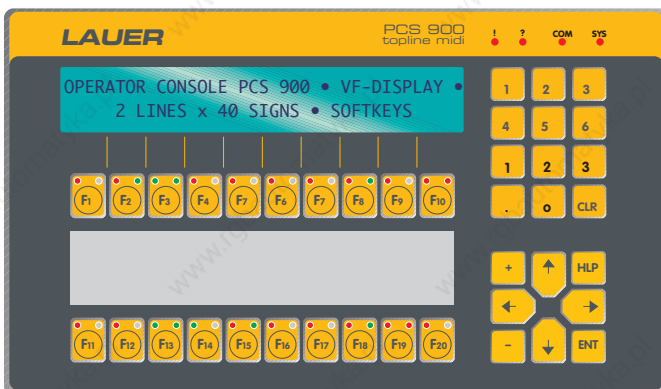 LAUER
PCS 900
topline midi
! ? COM SYS
OPERATOR CONSOLE PCS 900 • VF-DISPLAY •
2 LINES x 40 SIGNS • SOFTKEYS
1 2 3
4 5 6
1 2 3
. o CLR
F1 F2 F3 F4 F7 F6 F7 F8 F9 F10
+ HLP
- ENT
F11 F12 F13 F14 F15 F16 F17 F18 F19 F20